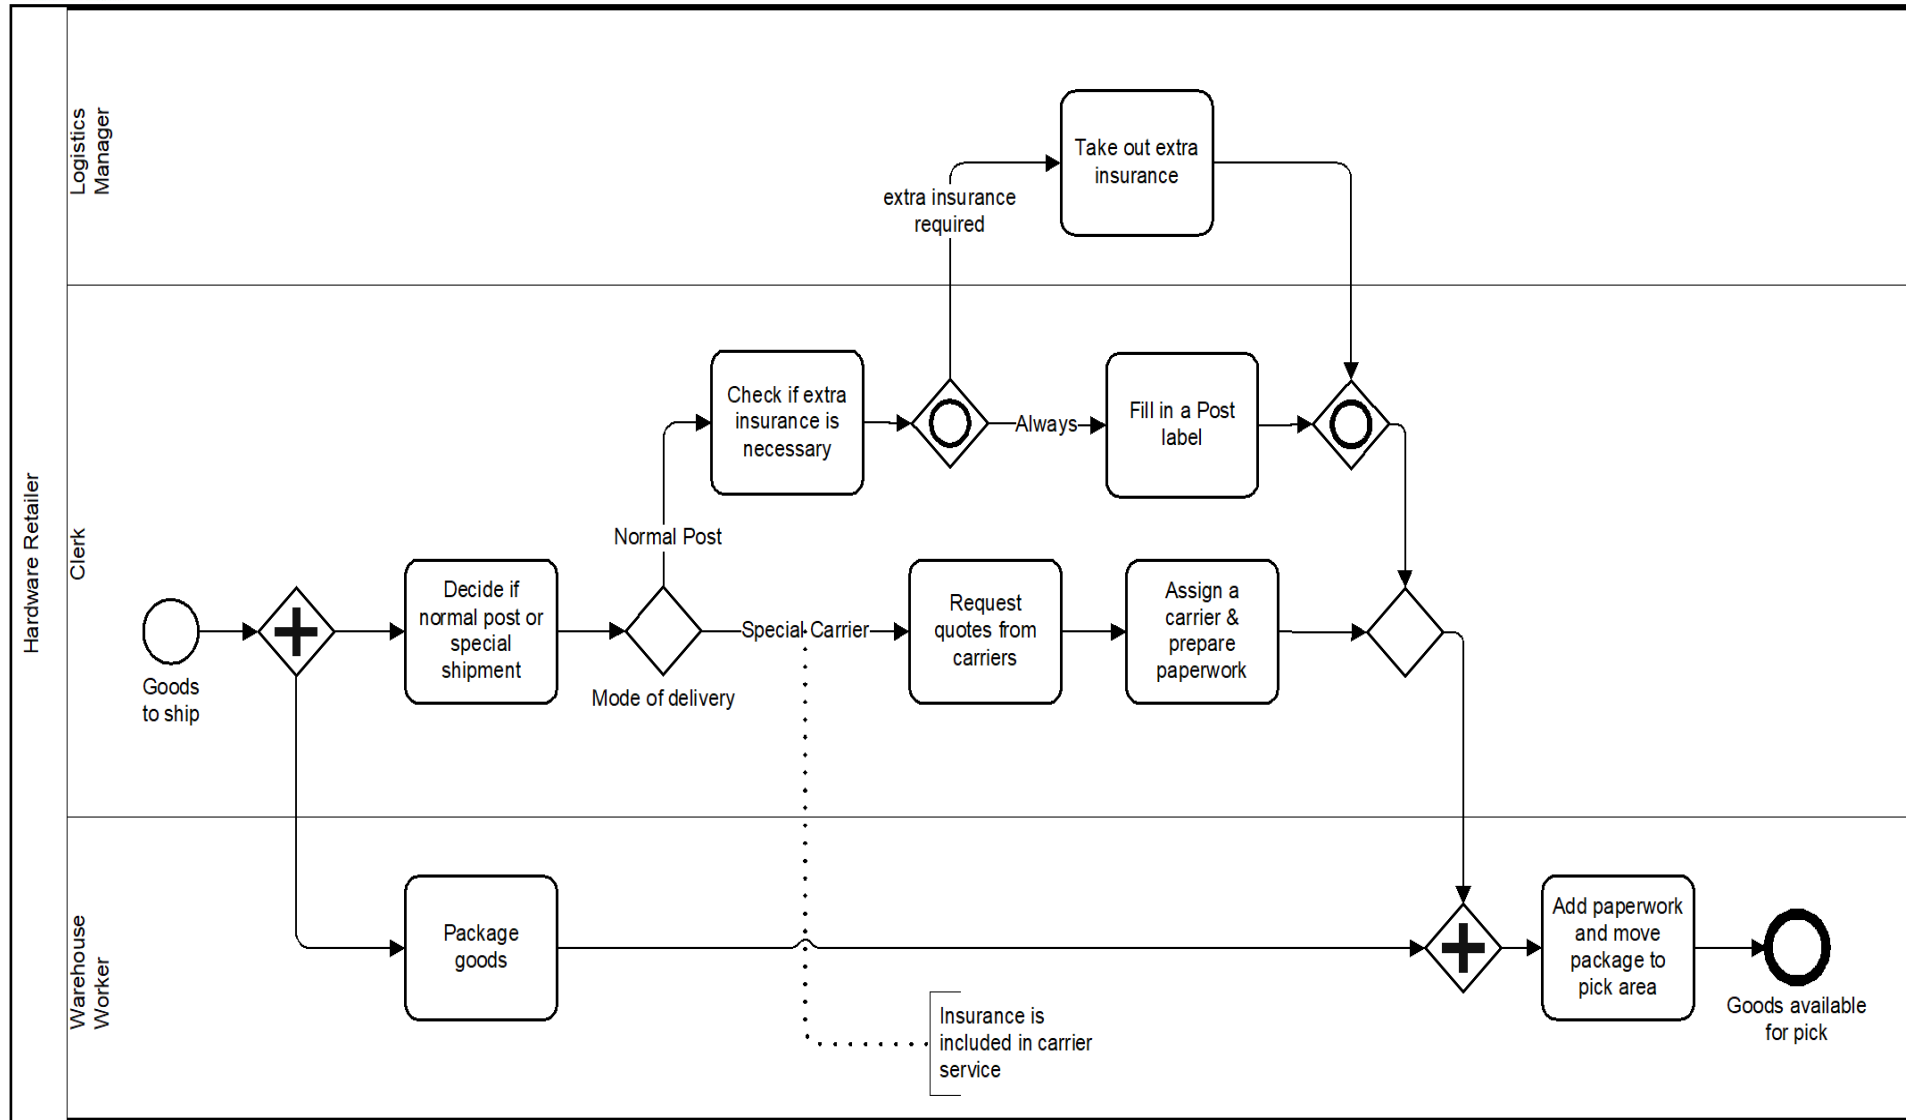 Hardware Retailer
Logistics
Manager
Take out extra
insurance
extra insurance
required
Clerk
Check if extra
insurance is
necessary
Always
Fill in a Post
label
Normal Post
Goods
to ship
Decide if
normal post or
special
shipment
Mode of delivery
Special Carrier
Request
quotes from
carriers
Assign a
carrier &
prepare
paperwork
Warehouse
Worker
Package
goods
Insurance is
included in carrier
service
Add paperwork
and move
package to
pick area
Goods available
for pick